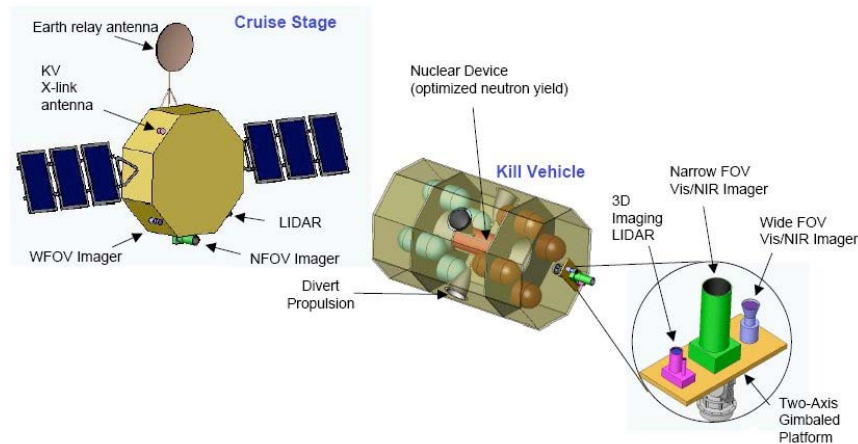 Cruise Stage
Earth relay antenna
KV
X-link
antenna
LIDAR
WFOV Imager
NFOV Imager
Nuclear Device
(optimized neutron yield)
Kill Vehicle
Divert
Propulsion
Narrow FOV
Vis/NIR Imager
3D
Imaging
LIDAR
Wide FOV
Vis/NIR Imager
Two-Axis
Gimbaled
Platform